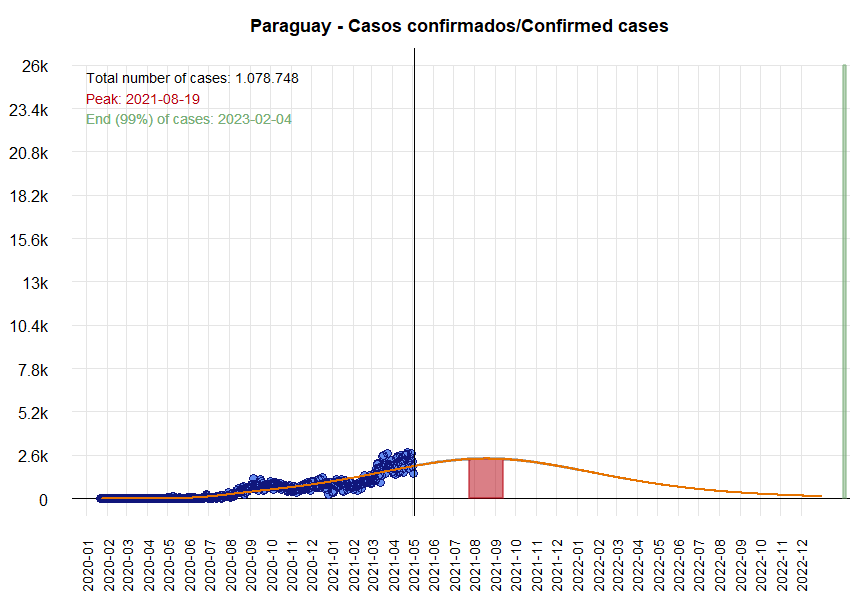 Paraguay - Casos confirmados/Confirmed cases
Total number of cases: 1.078.748
Peak: 2021-08-19
End (99%) of cases: 2023-02-04
26k
23.4k
20.8k
18.2k
15.6k
13k
10.4k
7.8k
5.2k
2.6k
0
2020-01
2020-02
2020-03
2020-04
2020-05
2020-06
2020-07
2020-08
2020-09
2020-10
2020-11
2020-12
2021-01
2021-02
2021-03
2021-04
2021-05
2021-06
2021-07
2021-08
2021-09
2021-10
2021-11
2021-12
2022-01
2022-02
2022-03
2022-04
2022-05
2022-06
2022-07
2022-08
2022-09
2022-10
2022-11
2022-12